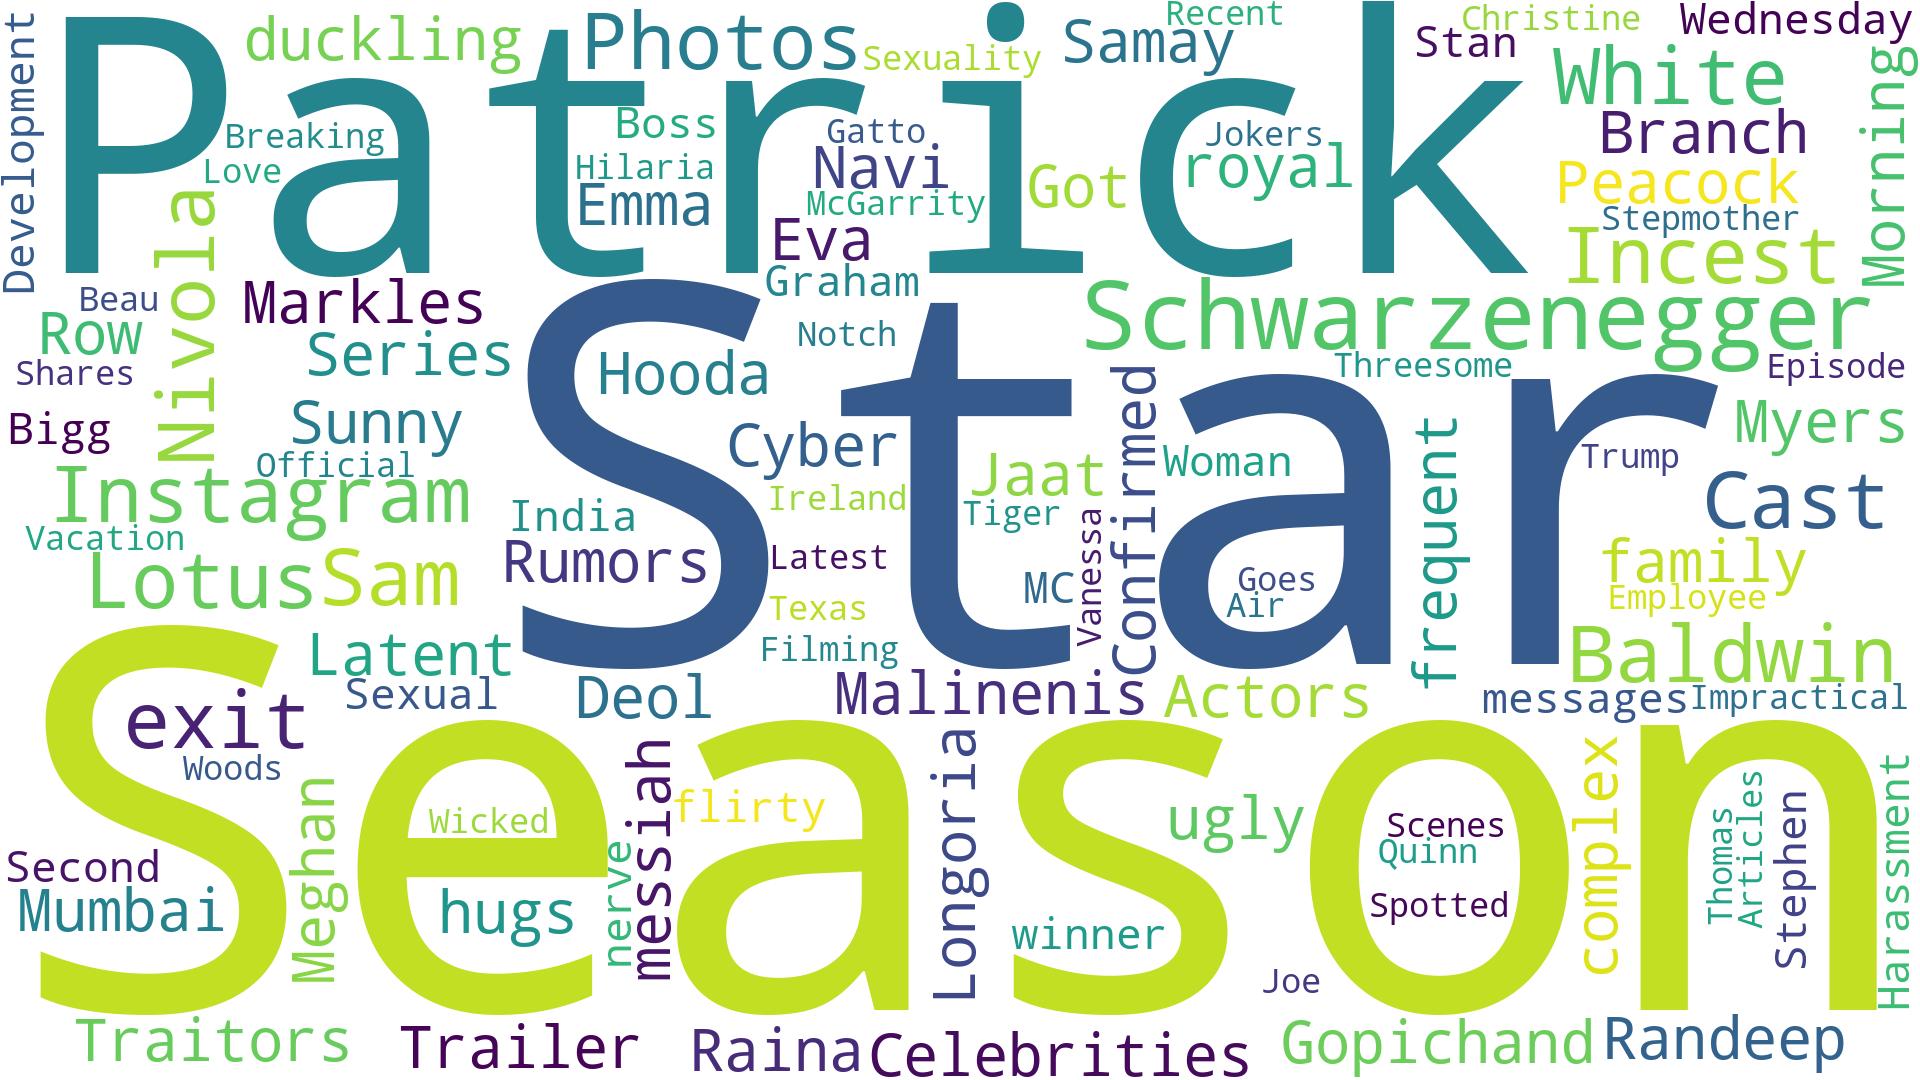 Patrick
Star
Season
Development
duckling
Photos
Recent
Christine
Wednesday
Sexuality
Samay
Stan
White
Morning
Breaking
Love
Boss
Hilaria
Emma
Gatto
Navi
McGarrity
Eva
Graham
Got
Jokers
royal
Branch
Peacock
Stepmother
Incest
Nivola
Beau
Markles
Row
Series
Shares
Notch
Schwarzenegger
Hooda
Threesome
Episode
Bigg
Sunny
Official
Instagram
Cyber
Jaat
Confirmed
Woman
frequent
Trump
Myers
Cast
India
Rumors
Ireland
Tiger
Vacation
Lotus
Sam
Latest
MC
Vanessa
Goes
Air
family
Employee
Texas
Filming
Latent
Sexual
Deol
Malinenis
Actors
Baldwin
messages
Impractical
exit
Woods
Meghan
Wicked
nerve
messiah
flirty
Longoria
ugly
Scenes
Quinn
Spotted
complex
Thomas
Articles
Stephen
Harassment
Second
Mumbai
hugs
winner
Joe
Traitors
Trailer
Raina
Celebrities
Gopichand
Randeep